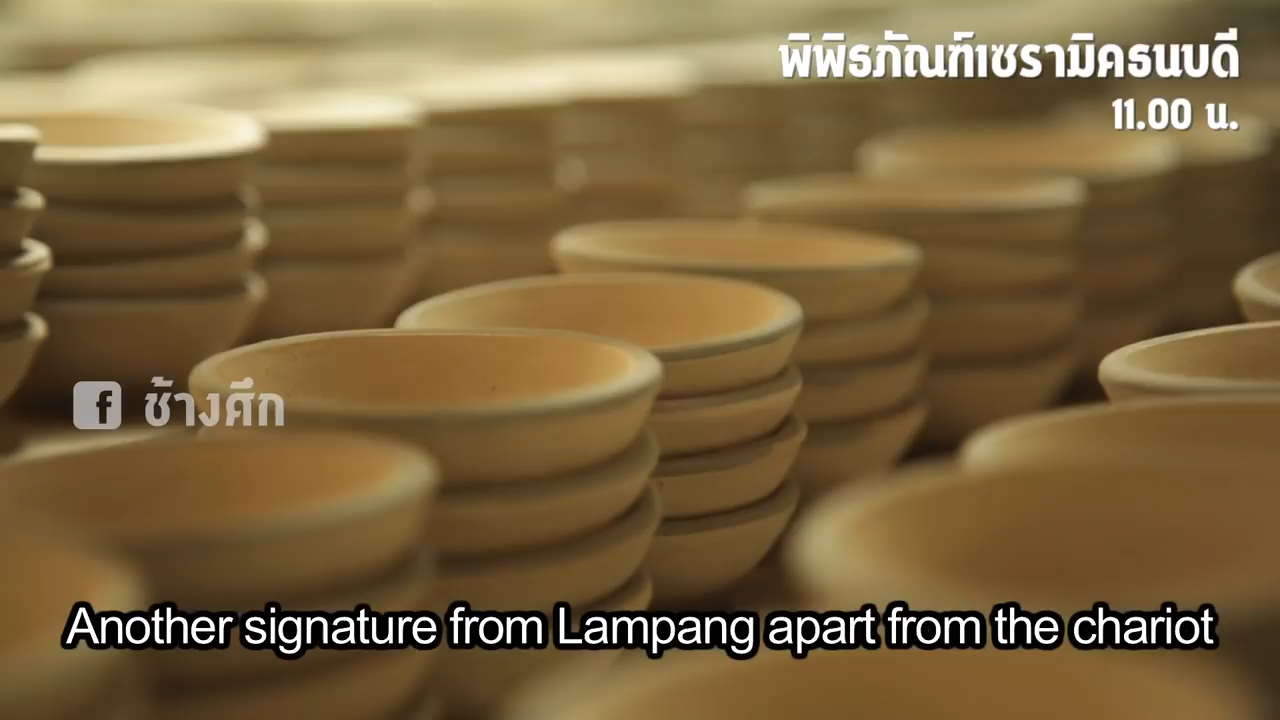 พิพิธภัณฑ์เซรามิคธนบดี
11.00 น.
f ช้างศึก
Another signature from Lampang apart from the chariot